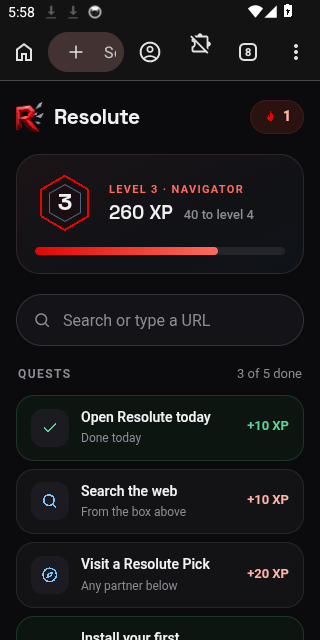 5:58
8
Resolute
1
3
LEVEL 3 · NAVIGATOR
260 XP 40 to level 4
Search or type a URL
QUESTS 3 of 5 done
Open Resolute today
Done today
+10 XP
Search the web
From the box above
+10 XP
Visit a Resolute Pick
Any partner below
+20 XP
Install your first